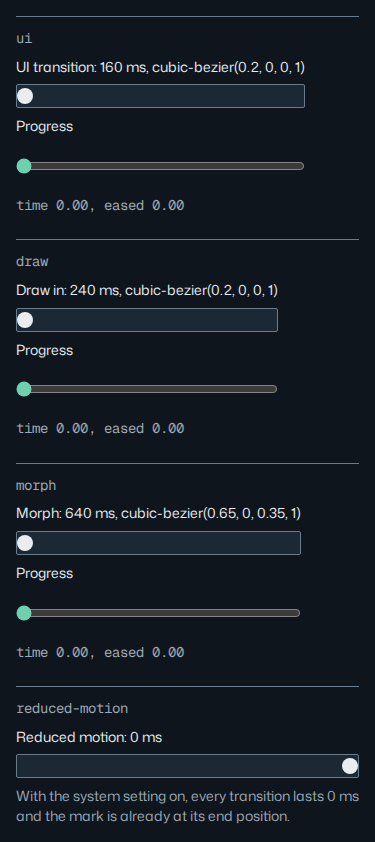 ui
UI transition: 160 ms, cubic-bezier(0.2, 0, 0, 1)
Progress
time 0.00, eased 0.00
draw
Draw in: 240 ms, cubic-bezier(0.2, 0, 0, 1)
Progress
time 0.00, eased 0.00
morph
Morph: 640 ms, cubic-bezier(0.65, 0, 0.35, 1)
Progress
time 0.00, eased 0.00
reduced-motion
Reduced motion: 0 ms
With the system setting on, every transition lasts 0 ms
and the mark is already at its end position.